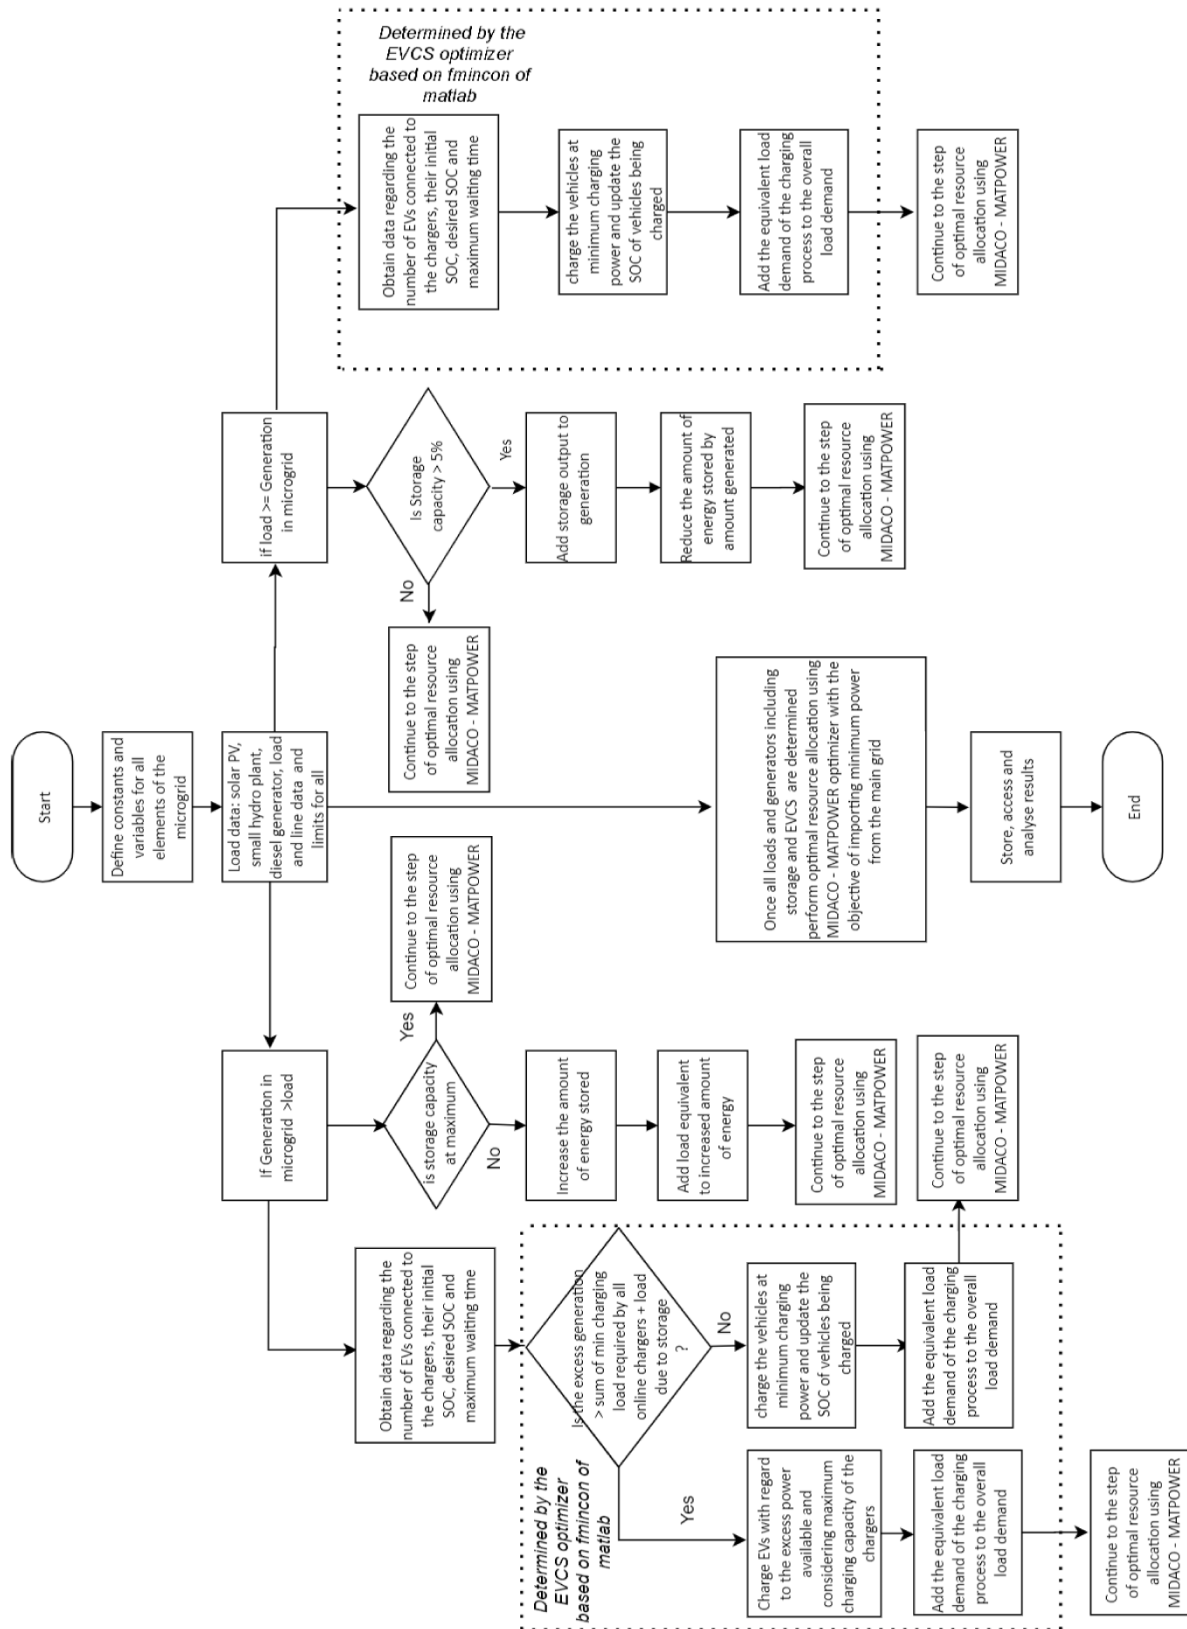 Start
Define constants and
variables for all
elements of the
microgrid
Load data: solar PV,
small hydro plant,
diesel generator, load
and line data and
limits for all
If Generation in
microgrid >load
is storage capacity
at maximum
Yes
Continue to the step
of optimal resource
allocation using
MIDACO - MATPOWER
No
Increase the amount
of energy stored
Add load equivalent
to increased amount
of energy
Continue to the step
of optimal resource
allocation using
MIDACO - MATPOWER
Obtain data regarding the
number of EVs connected to
the chargers, their initial
SOC, desired SOC and
maximum waiting time
Determined by the
EVCS optimizer
based on fmincon of
matlab
Is the excess generation
> sum of min charging
load required by all
online chargers + load
due to storage
?
Yes
Charge EVs with regard
to the excess power
available and
considering maximum
charging capacity of the
chargers
Add the equivalent load
demand of the charging
process to the overall
load demand
Continue to the step
of optimal resource
allocation using
MIDACO - MATPOWER
No
charge the vehicles at
minimum charging
power and update the
SOC of vehicles being
charged
Add the equivalent load
demand of the charging
process to the overall
load demand
Continue to the step
of optimal resource
allocation using
MIDACO - MATPOWER
if load >= Generation
in microgrid
Is Storage
capacity > 5%
No
Continue to the step
of optimal resource
allocation using
MIDACO - MATPOWER
Yes
Add storage output to
generation
Reduce the amount of
energy stored by
amount generated
Continue to the step
of optimal resource
allocation using
MIDACO - MATPOWER
Determined by the
EVCS optimizer
based on fmincon of
matlab
Obtain data regarding the
number of EVs connected to
the chargers, their initial
SOC, desired SOC and
maximum waiting time
charge the vehicles at
minimum charging
power and update the
SOC of vehicles being
charged
Add the equivalent load
demand of the charging
process to the overall
load demand
Continue to the step
of optimal resource
allocation using
MIDACO - MATPOWER
Once all loads and generators including
storage and EVCS are determined
perform optimal resource allocation using
MIDACO - MATPOWER optimizer with the
objective of importing minimum power
from the main grid
Store, access and
analyse results
End